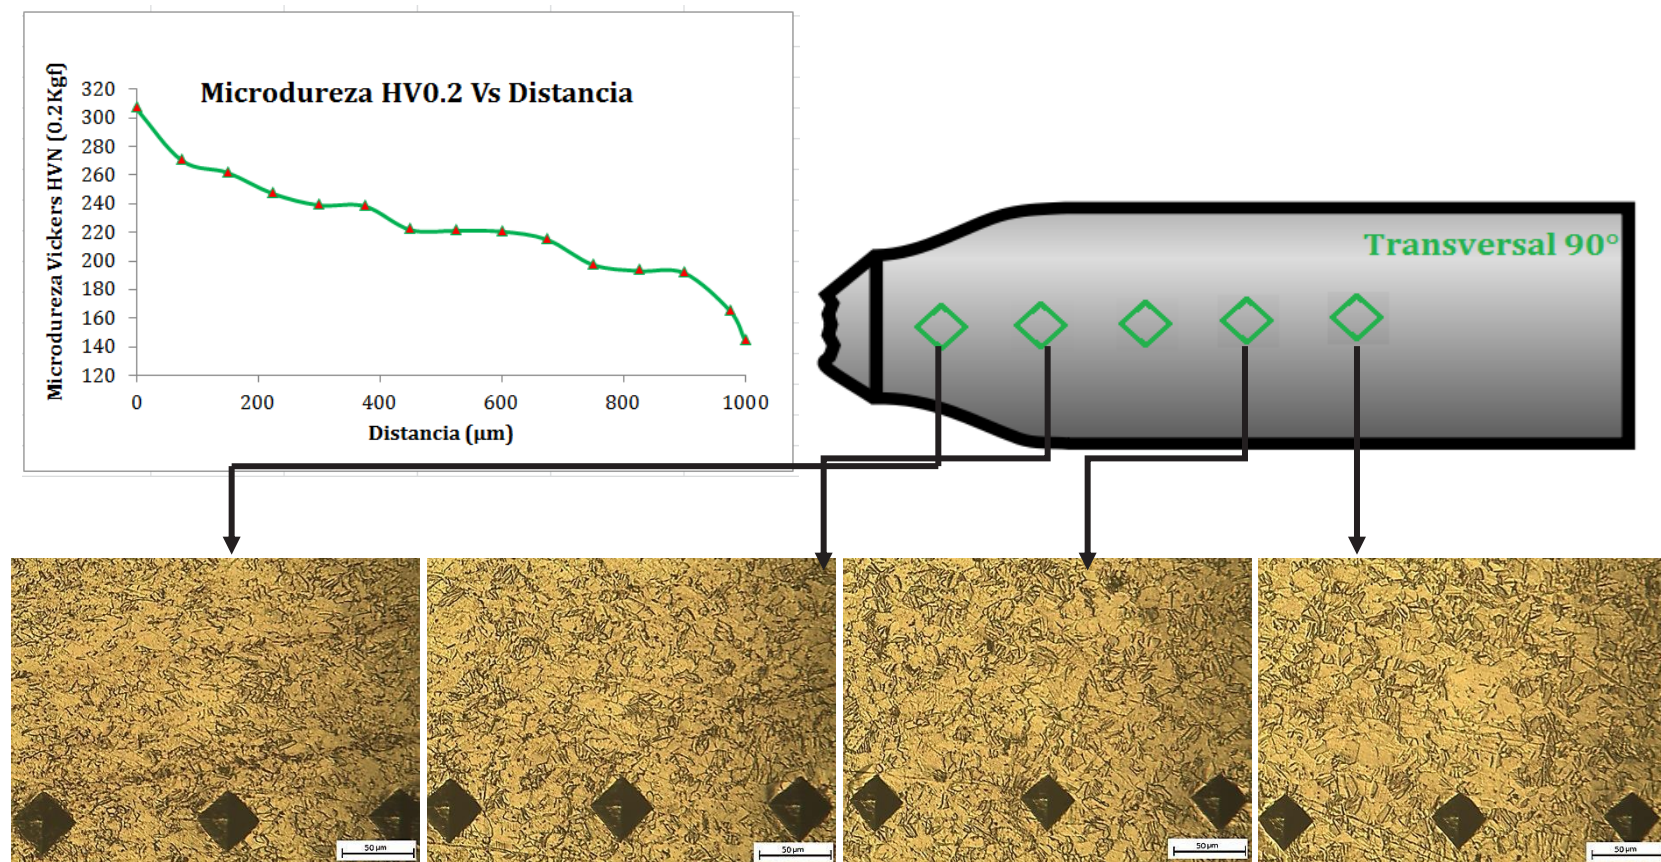 Microdureza HV0.2 Vs Distancia
Microdureza Vickers HVN (0.2Kgf)
320
300
280
260
240
220
200
180
160
140
120
0 200 400 600 800 1000
Distancia (µm)
Transversal 90°
50 µm
50 µm
50 µm
50 µm